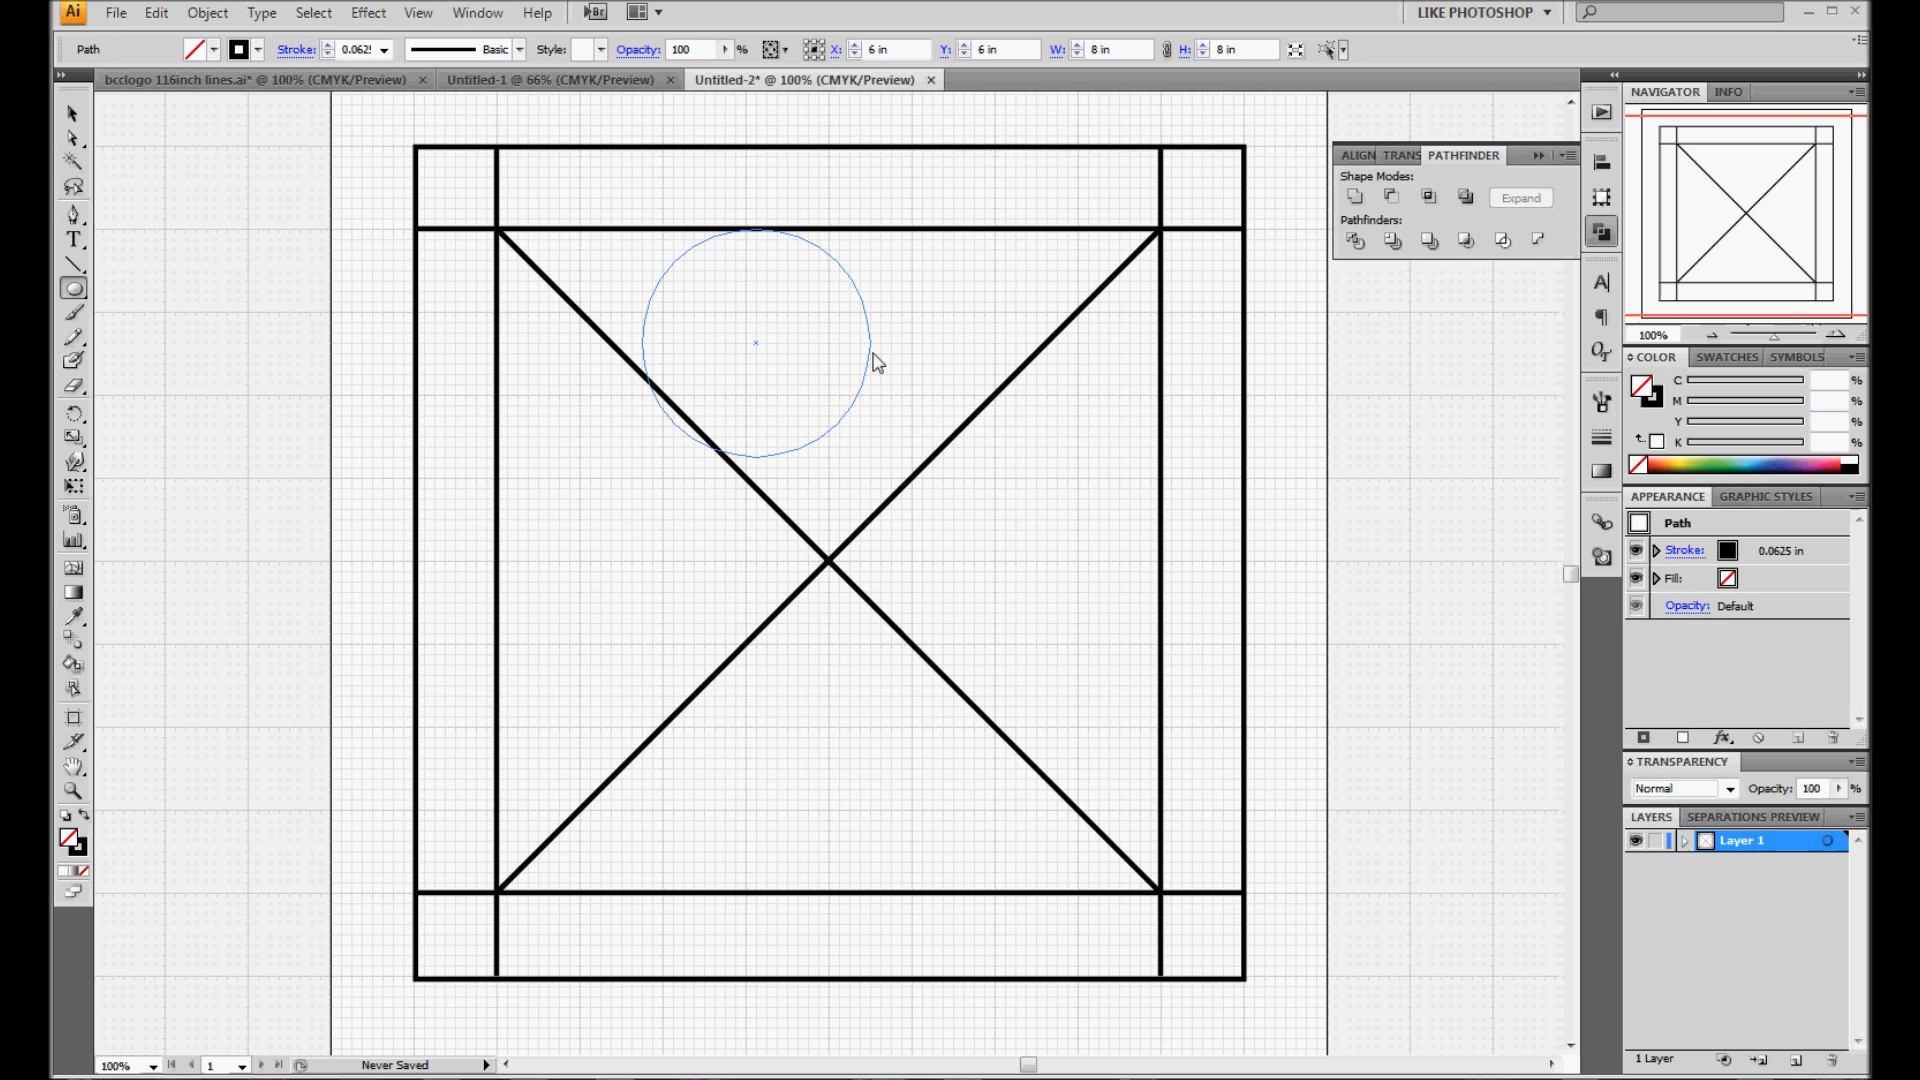 Ai File Edit Object Type Select Effect View Window Help Br LIKE PHOTOSHOP
Path Stroke: 0.062 Basic Style: Opacity: 100 % X: 6 in Y: 6 in W: 8 in H: 8 in
bcclogo 116inch lines.ai* @ 100% (CMYK/Preview) Untitled-1 @ 66% (CMYK/Preview) Untitled-2* @ 100% (CMYK/Preview)
NAVIGATOR INFO
ALIGN TRANS PATHFINDER
Shape Modes:
Expand
Pathfinders:
100%
COLOR SWATCHES SYMBOLS
C %
M %
Y %
K %
APPEARANCE GRAPHIC STYLES
Path
Stroke: 0.0625 in
Fill:
Opacity: Default
fx
TRANSPARENCY
Normal Opacity: 100 %
LAYERS SEPARATIONS PREVIEW
Layer 1
1 Layer
100% 1 Never Saved